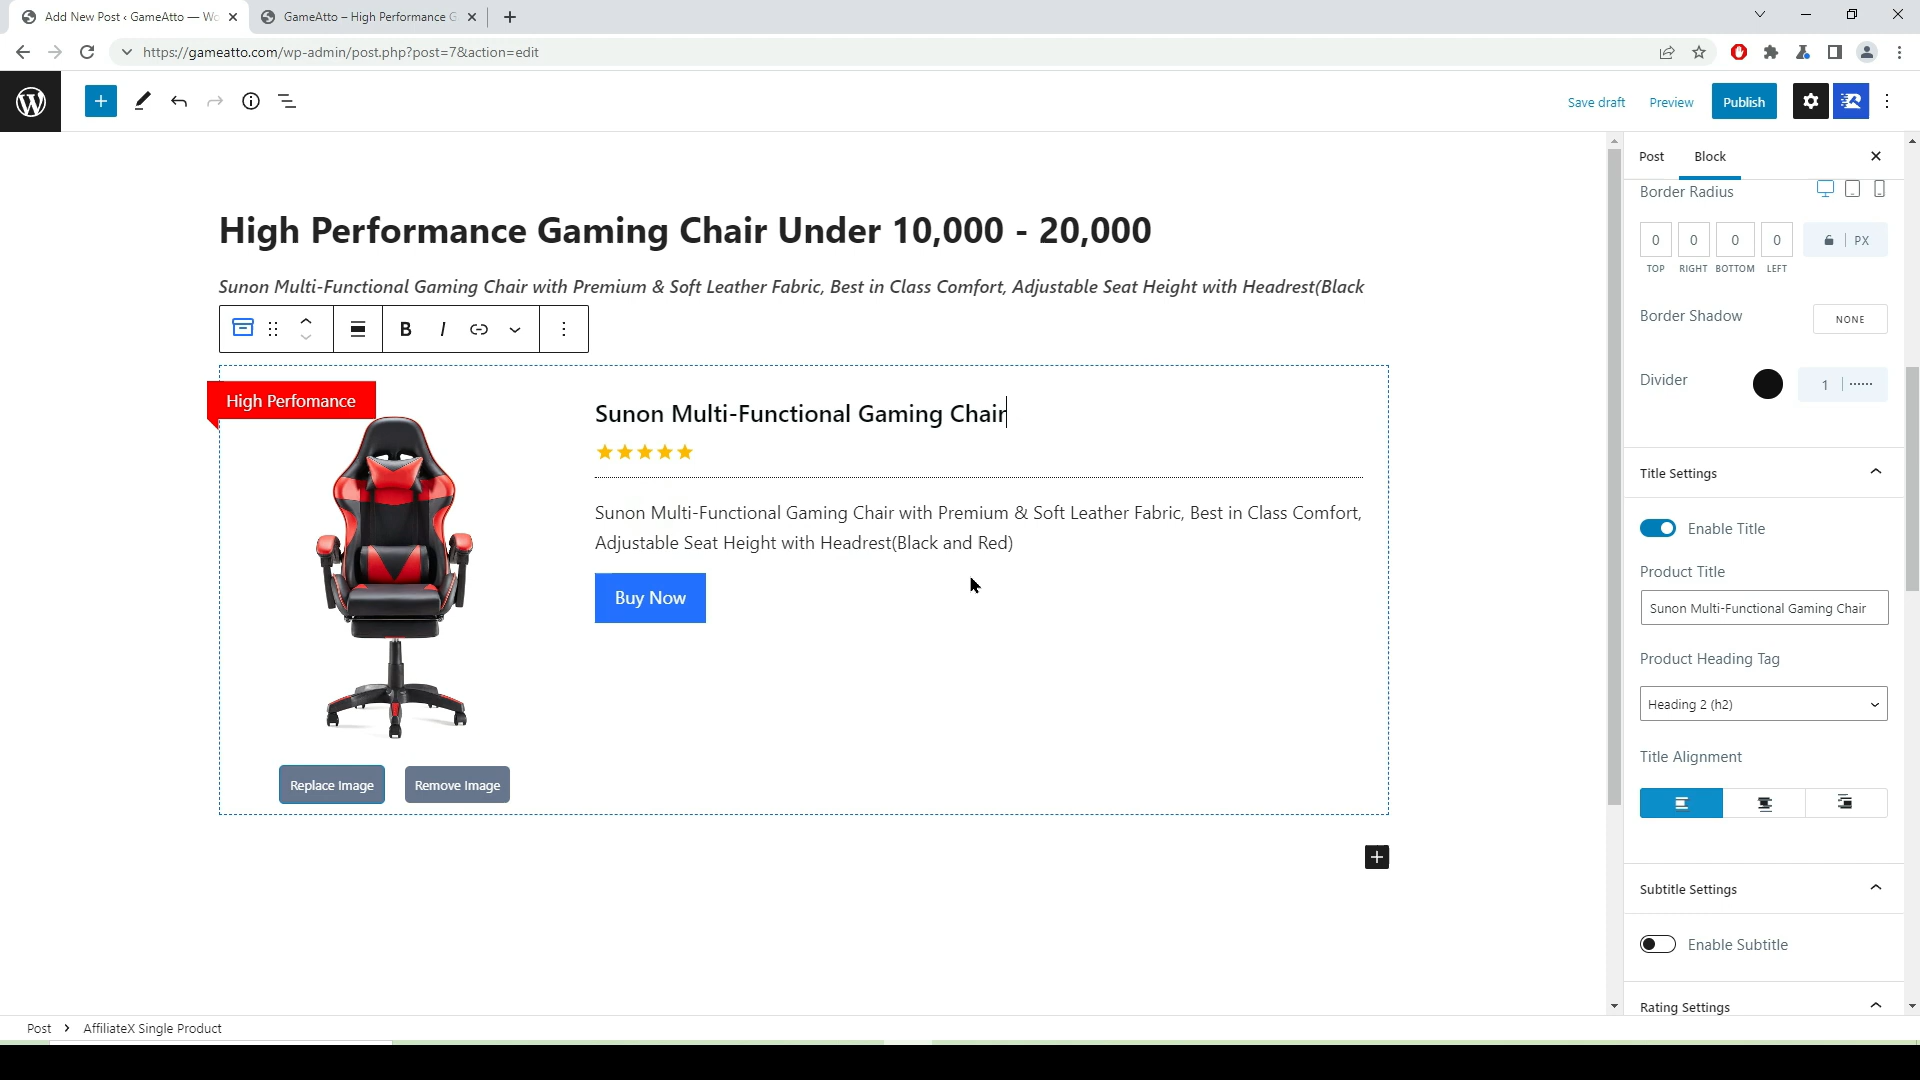 Add New Post ‹ GameAtto — Wo
GameAtto – High Performance G
https://gameatto.com/wp-admin/post.php?post=7&action=edit
Save draft
Preview
Publish
High Performance Gaming Chair Under 10,000 - 20,000
Sunon Multi-Functional Gaming Chair with Premium & Soft Leather Fabric, Best in Class Comfort, Adjustable Seat Height with Headrest(Black
B I
High Perfomance
Sunon Multi-Functional Gaming Chair
Sunon Multi-Functional Gaming Chair with Premium & Soft Leather Fabric, Best in Class Comfort,
Adjustable Seat Height with Headrest(Black and Red)
Buy Now
Replace Image
Remove Image
Post
Block
Border Radius
0 0 0 0 PX
TOP RIGHT BOTTOM LEFT
Border Shadow
NONE
Divider
1
Title Settings
Enable Title
Product Title
Sunon Multi-Functional Gaming Chair
Product Heading Tag
Heading 2 (h2)
Title Alignment
Subtitle Settings
Enable Subtitle
Rating Settings
Post › AffiliateX Single Product